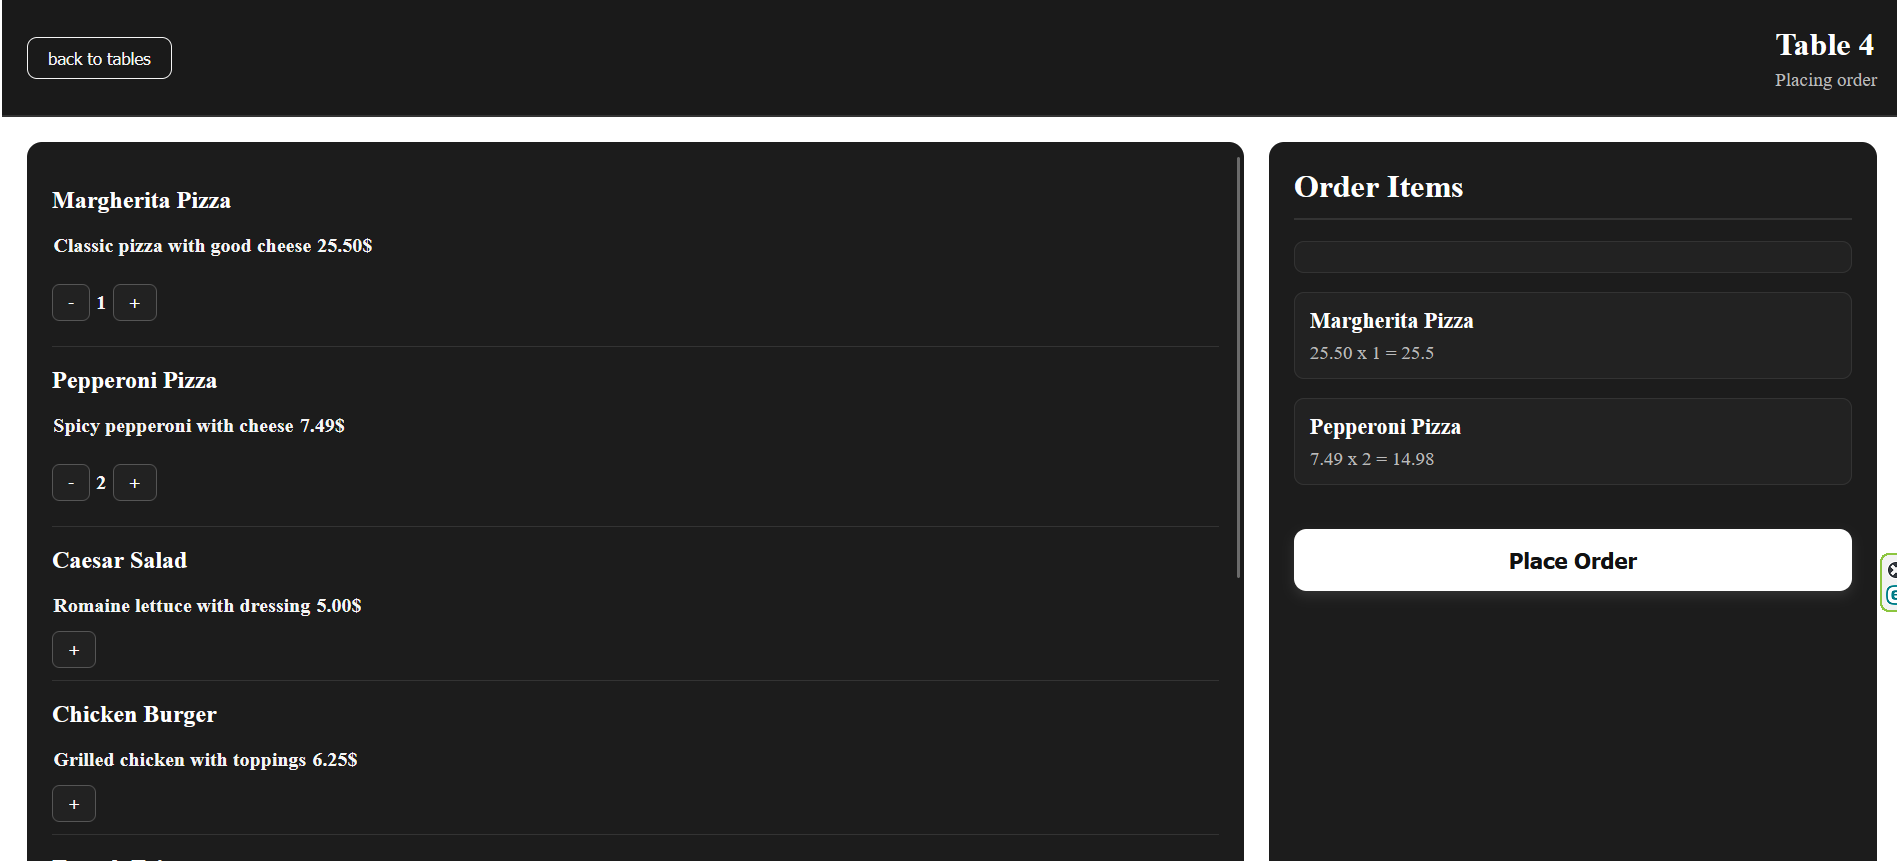 back to tables
Table 4
Placing order
Margherita Pizza
Classic pizza with good cheese 25.50$
- 1 +
Pepperoni Pizza
Spicy pepperoni with cheese 7.49$
- 2 +
Caesar Salad
Romaine lettuce with dressing 5.00$
+
Chicken Burger
Grilled chicken with toppings 6.25$
+
Order Items
Margherita Pizza
25.50 x 1 = 25.5
Pepperoni Pizza
7.49 x 2 = 14.98
Place Order